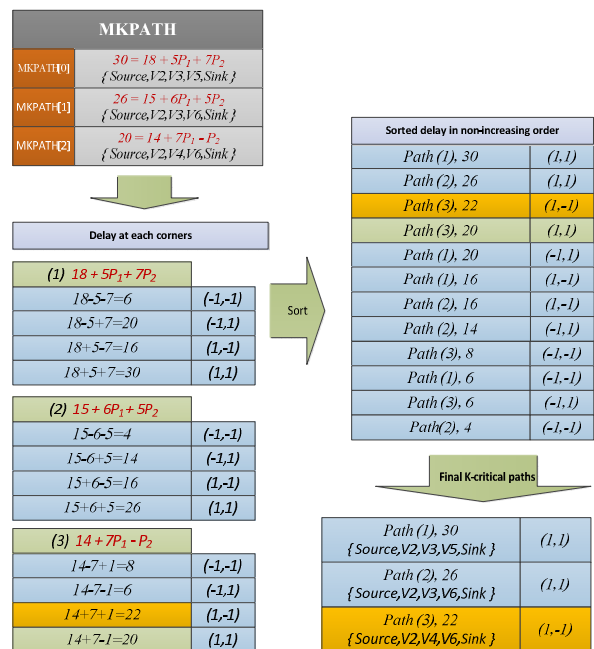 MKPATH
MKPATH[0]
30 = 18 + 5P1 + 7P2
{ Source,V2,V3,V5,Sink }
MKPATH[1]
26 = 15 + 6P1 + 5P2
{ Source,V2,V3,V6,Sink }
MKPATH[2]
20 = 14 + 7P1 - P2
{ Source,V2,V4,V6,Sink }
Delay at each corners
(1) 18 + 5P1 + 7P2
18-5-7=6 (-1,-1)
18-5+7=20 (-1,1)
18+5-7=16 (1,-1)
18+5+7=30 (1,1)
(2) 15 + 6P1 + 5P2
15-6-5=4 (-1,-1)
15-6+5=14 (-1,1)
15+6-5=16 (1,-1)
15+6+5=26 (1,1)
(3) 14 + 7P1 - P2
14-7+1=8 (-1,-1)
14-7-1=6 (-1,1)
14+7+1=22 (1,-1)
14+7-1=20 (1,1)
Sort
Sorted delay in non-increasing order
Path (1), 30 (1,1)
Path (2), 26 (1,1)
Path (3), 22 (1,-1)
Path (3), 20 (1,1)
Path (1), 20 (-1,1)
Path (1), 16 (1,-1)
Path (2), 16 (1,-1)
Path (2), 14 (-1,1)
Path (3), 8 (-1,-1)
Path (1), 6 (-1,-1)
Path (3), 6 (-1,1)
Path(2), 4 (-1,-1)
Final K-critical paths
Path (1), 30
{ Source,V2,V3,V5,Sink }
(1,1)
Path (2), 26
{ Source,V2,V3,V6,Sink }
(1,1)
Path (3), 22
{ Source,V2,V4,V6,Sink }
(1,-1)